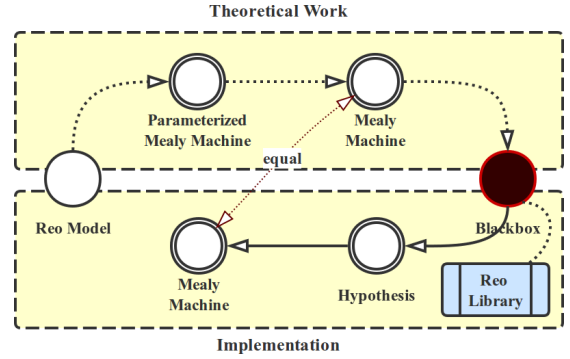 Theoretical Work
Parameterized
Mealy Machine
Mealy
Machine
equal
Reo Model
Blackbox
Mealy
Machine
Hypothesis
Reo
Library
Implementation